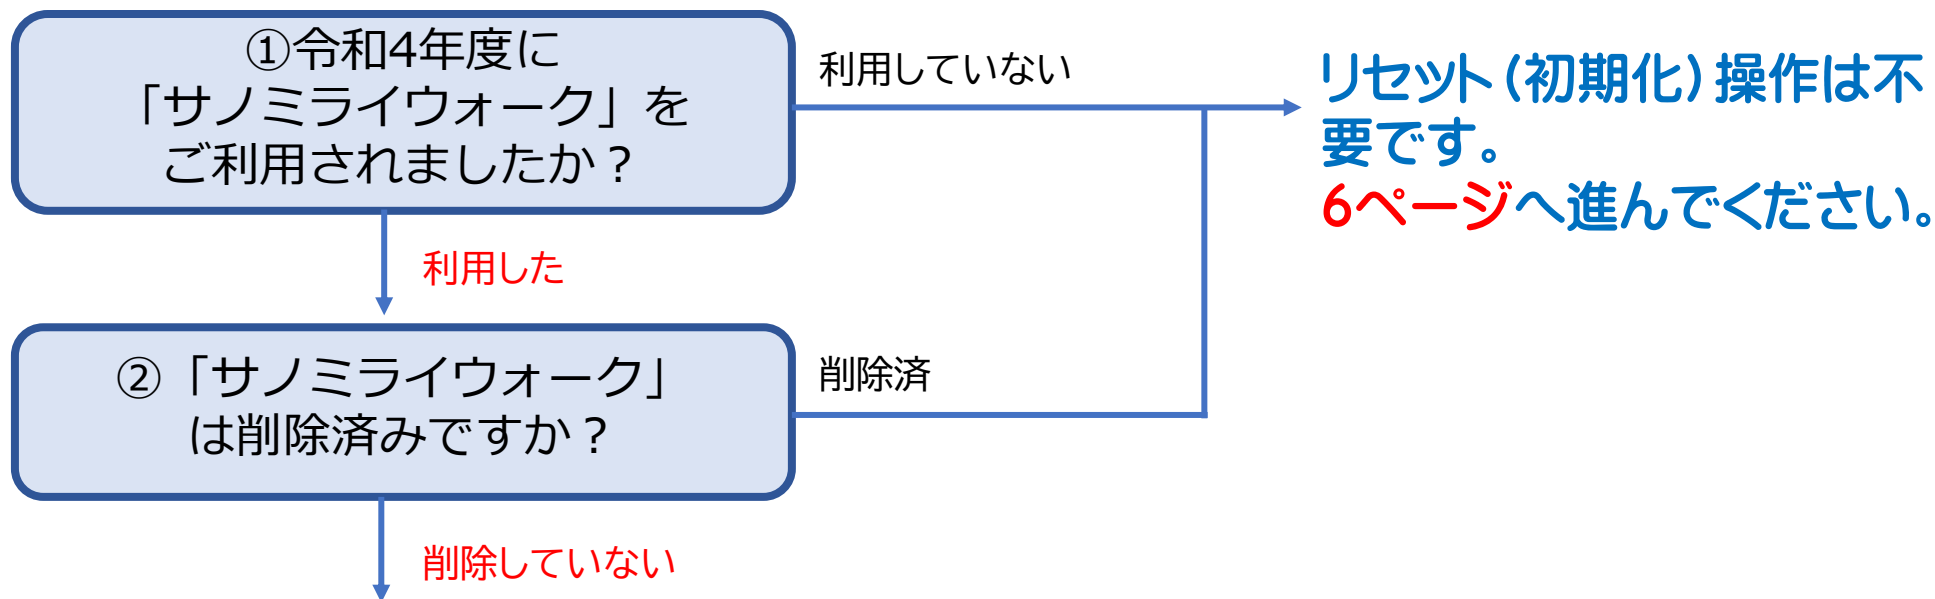 ①令和4年度に
「サノミライウォーク」を
ご利用されましたか？
利用していない
リセット（初期化）操作は不
要です。
6ページへ進んでください。
利用した
②「サノミライウォーク」
は削除済みですか？
削除済
削除していない